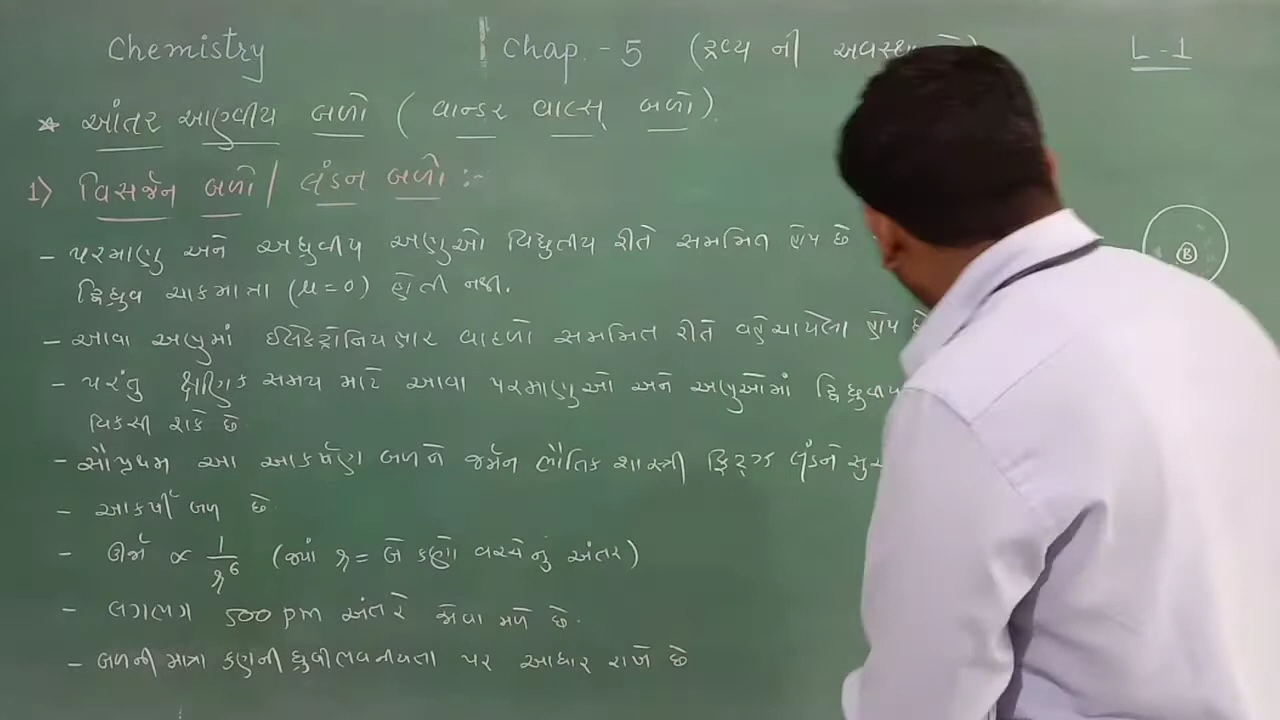 Chemistry Chap. - 5 (દ્રવ્ય ની L-1
* આંતર આણ્વીય બળો ( વાન્ડર વાલ્સ્ બળો ).
1) વિસર્જન બળો / લંડન બળો :-
- પરમાણુ અને અધ્રુવીય અણુઓ વિદ્યુતીય રીતે સમમિત હોય છે
દ્વિધ્રુવ ચાકમાત્રા (μ=0) હોતી નથી.
B
- આવા અણુમાં ઈલેક્ટ્રોનિયભાર વાદળો સમમિત રીતે વહેંચાયેલા હોય છે
- પરંતુ ક્ષણિક સમય માટે આવા પરમાણુઓ અને અણુઓમાં
વિકસી શકે છે
- સૌપ્રથમ આ આકર્ષણ બળને જર્મન ભૌતિક શાસ્ત્રી ફ્રિટ્ઝ લંડને
- આકર્ષી બળ છે
- ઊર્જા ∝ 1/r⁶ (જ્યાં r = બે કણો વચ્ચેનું અંતર)
- લગભગ 500 pm અંતરે જોવા મળે છે.
- બળની માત્રા કણની ધ્રુવીભવનીયતા પર આધાર રાખે છે